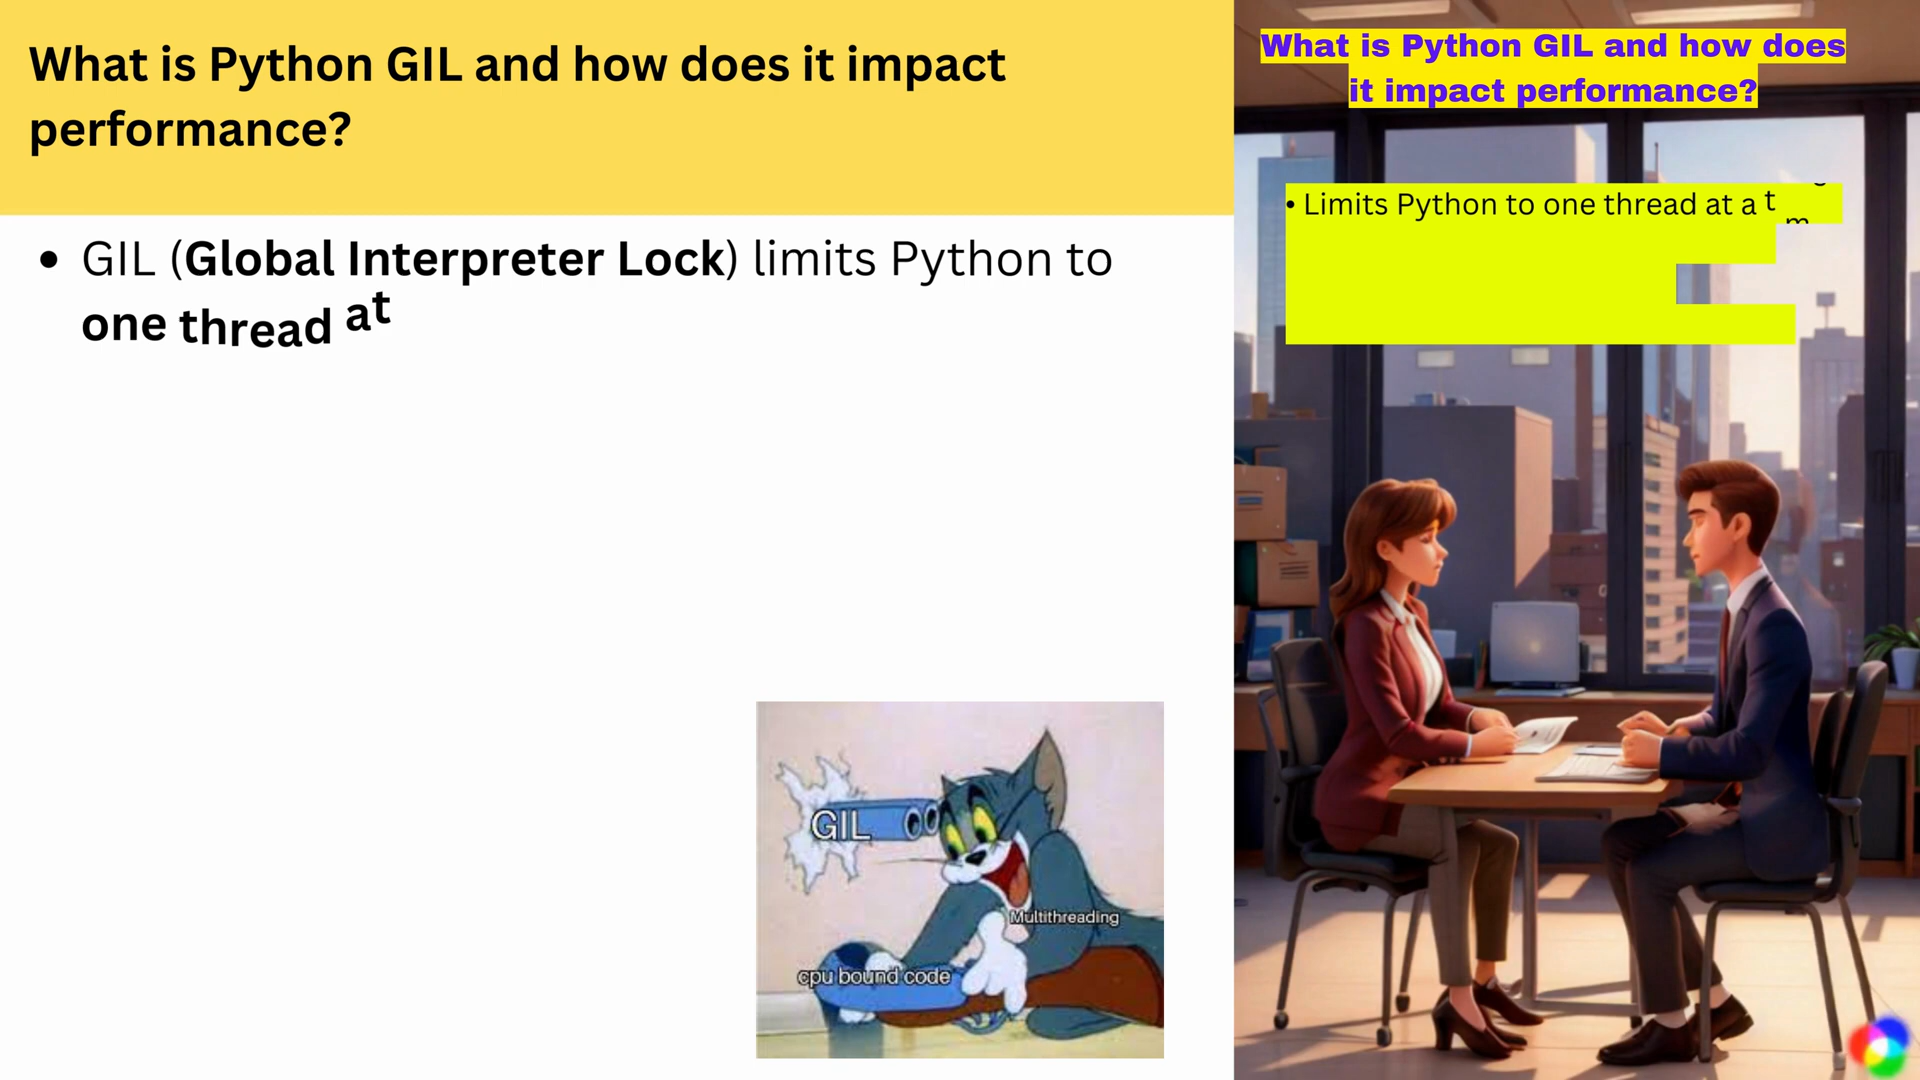 What is Python GIL and how does it impact
performance?
• GIL (Global Interpreter Lock) limits Python to
one thread at
GIL
Multithreading
cpu bound code
What is Python GIL and how does
it impact performance?
• Limits Python to one thread at a t